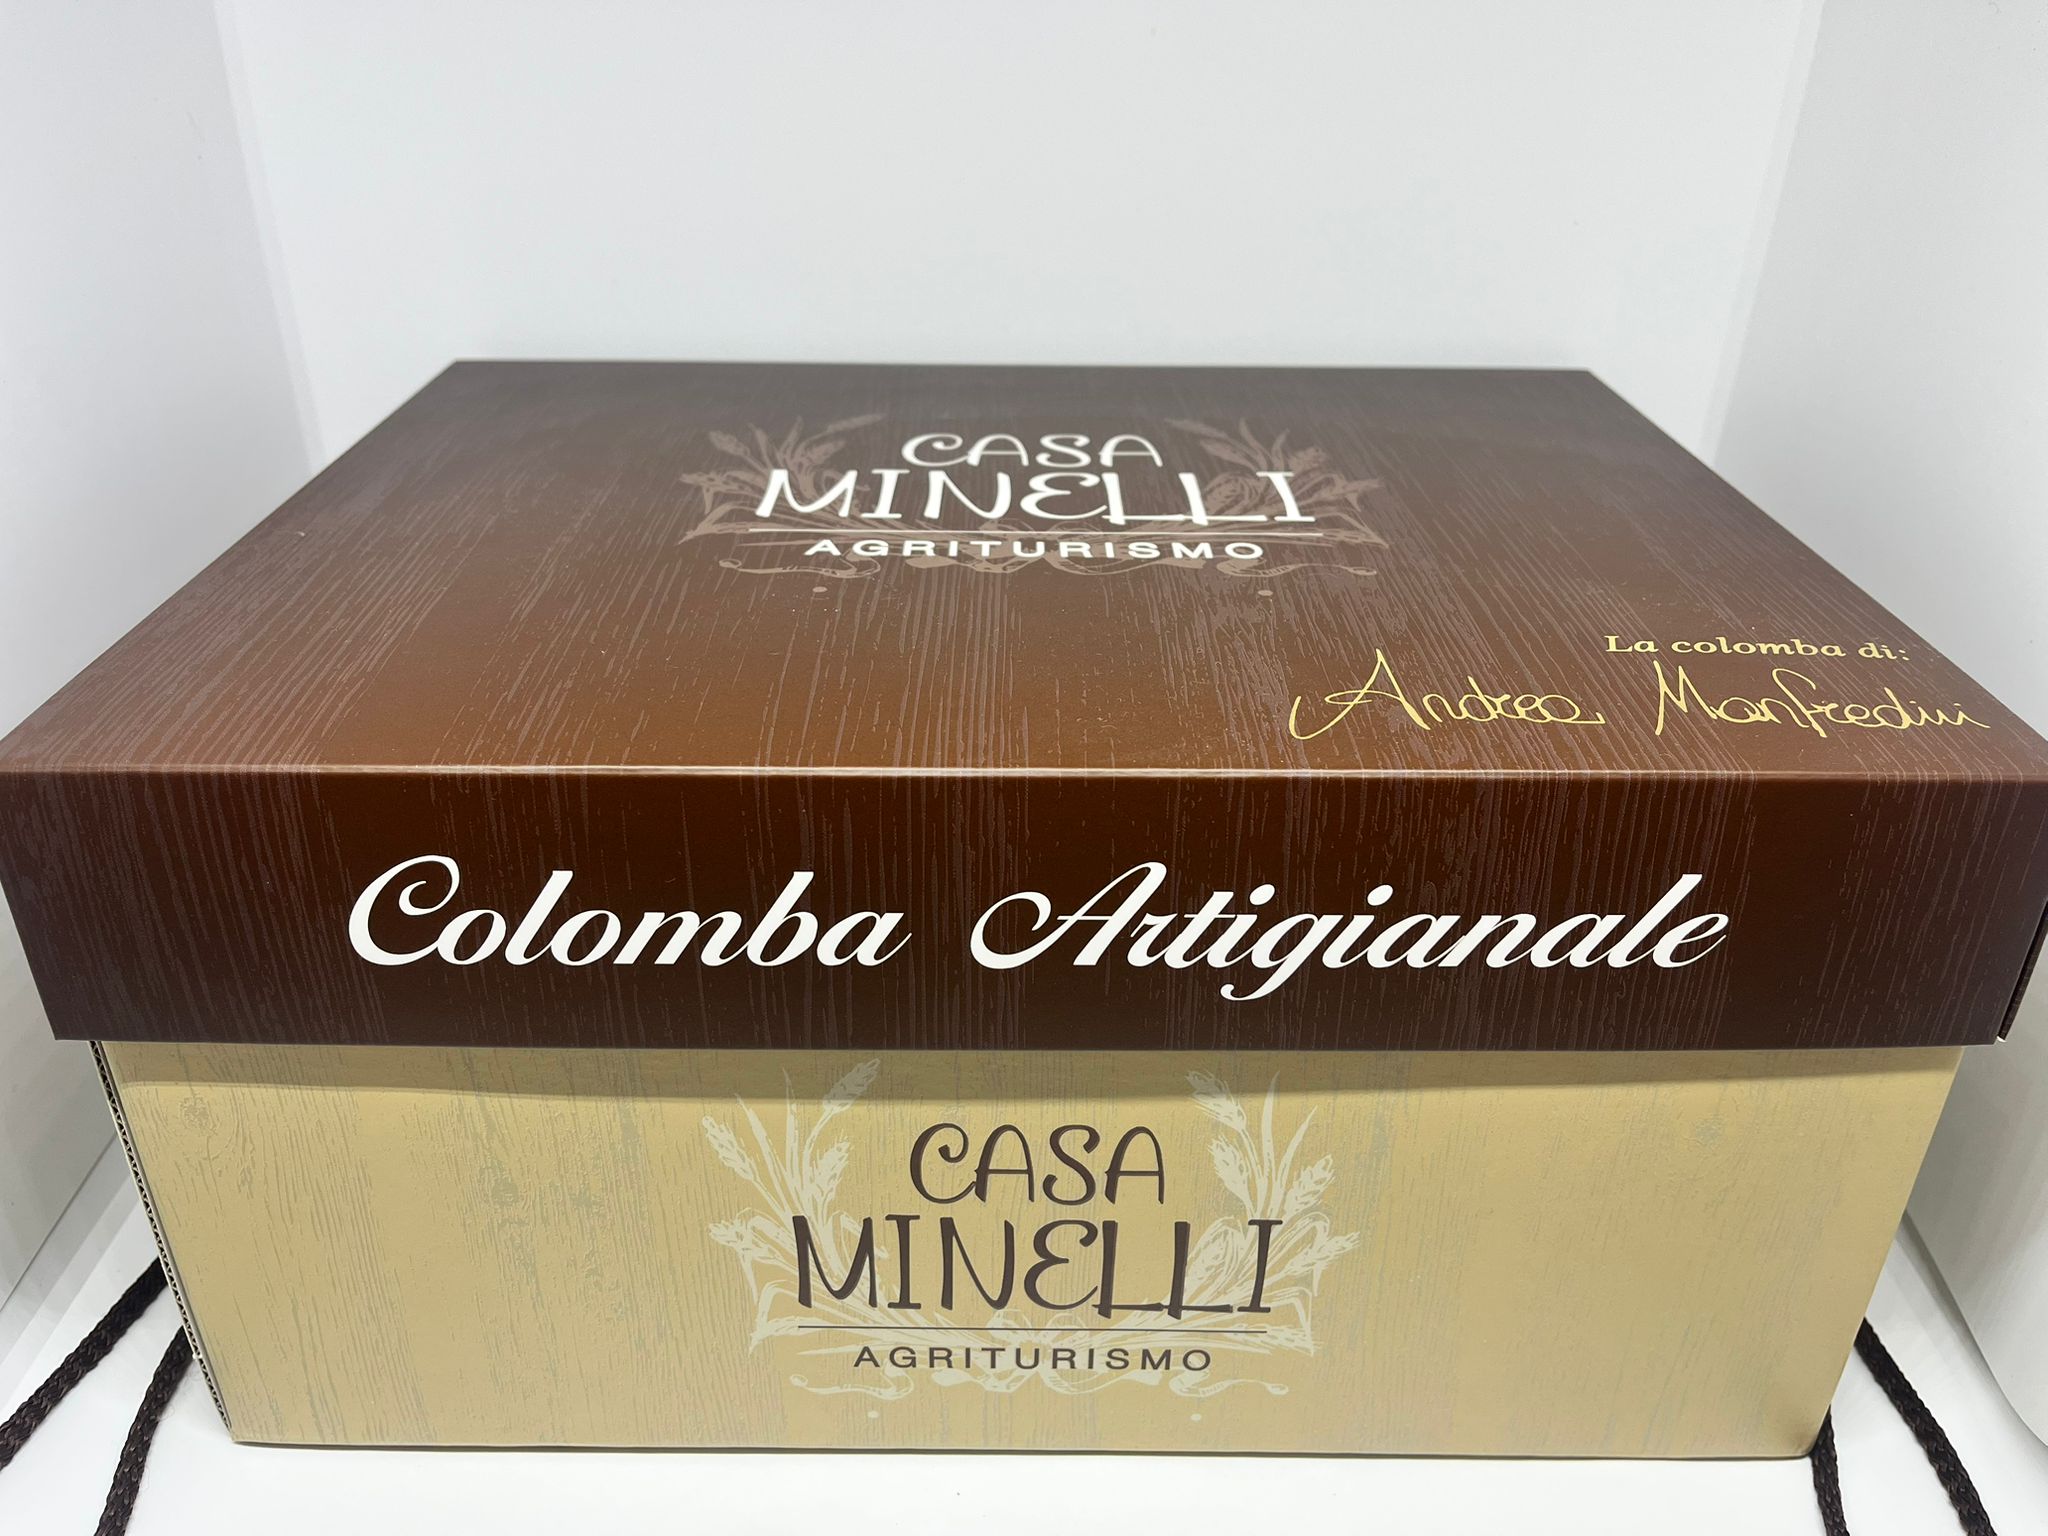 CASA
MINELLI
AGRITURISMO
La colomba di:
Andrea Manfredini
Colomba Artigianale
CASA
MINELLI
AGRITURISMO